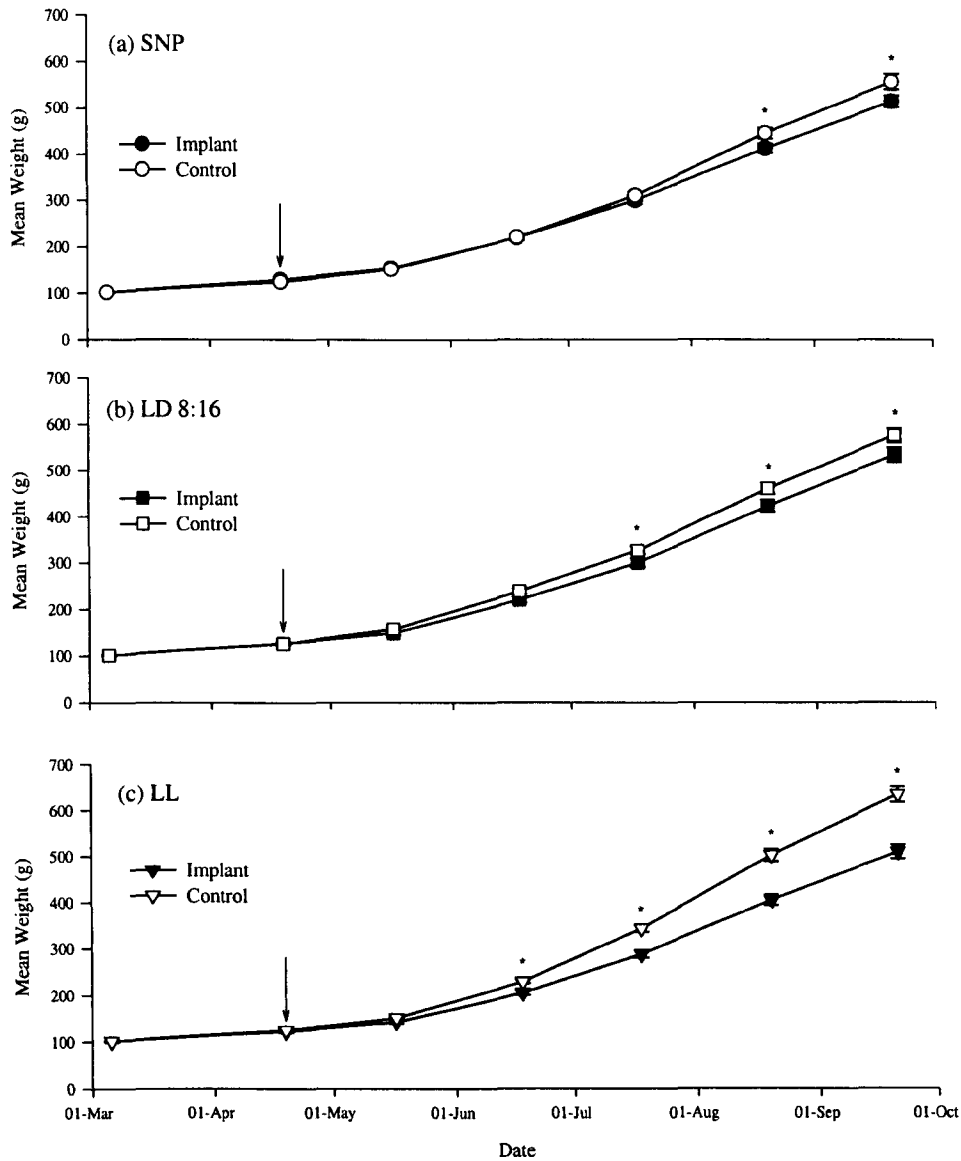 700
(a) SNP
*
600
*
500
Mean Weight (g)
Implant
400
Control
300
200
100
0
700
(b) LD 8:16
*
600
*
500
Mean Weight (g)
Implant
*
400
Control
300
200
100
0
700
(c) LL
*
600
*
500
Mean Weight (g)
Implant
400
Control
*
300
*
200
100
0
01-Mar 01-Apr 01-May 01-Jun 01-Jul 01-Aug 01-Sep 01-Oct
Date